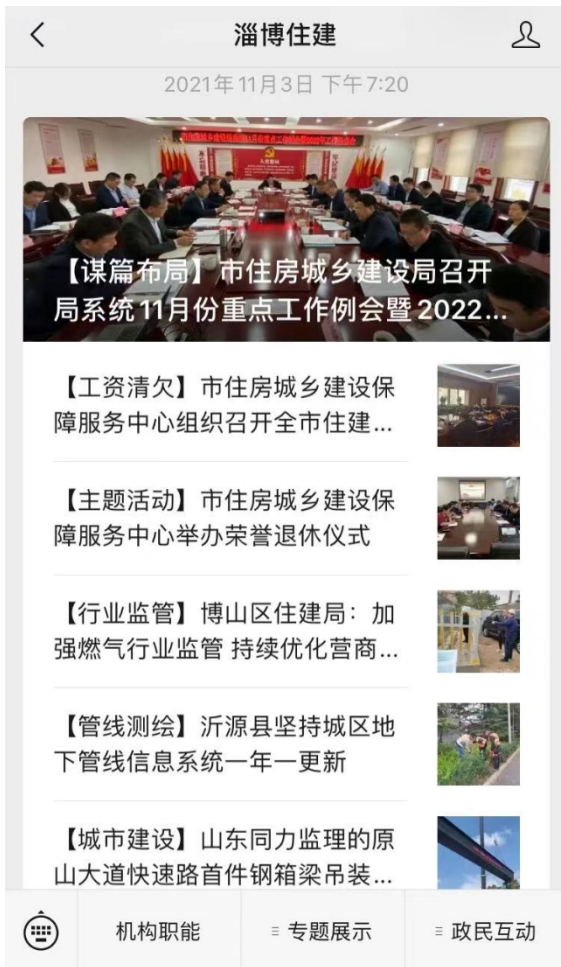 淄博住建
2021年11月3日 下午7:20
【谋篇布局】市住房城乡建设局召开
局系统11月份重点工作例会暨2022...
【工资清欠】市住房城乡建设保
障服务中心组织召开全市住建...
【主题活动】市住房城乡建设保
障服务中心举办荣誉退休仪式
【行业监管】博山区住建局：加
强燃气行业监管 持续优化营商...
【管线测绘】沂源县坚持城区地
下管线信息系统一年一更新
【城市建设】山东同力监理的原
山大道快速路首件钢箱梁吊装...
机构职能
专题展示
政民互动